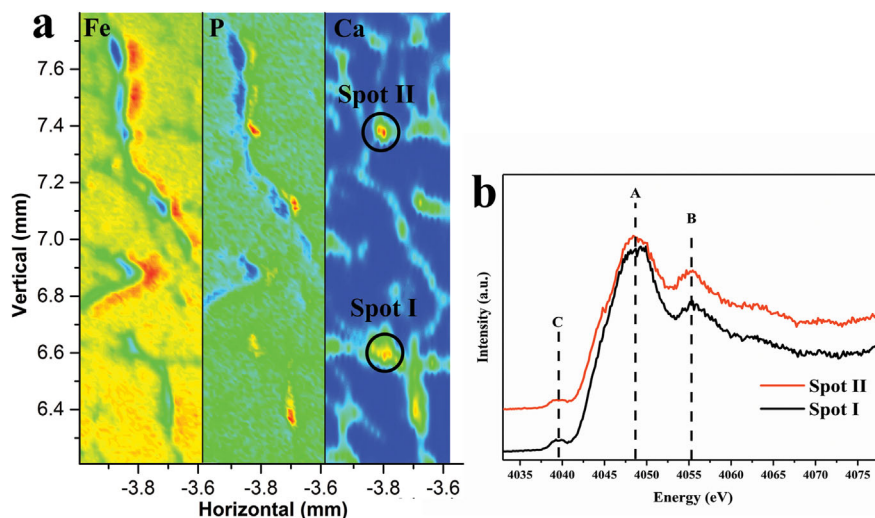 a
Fe P Ca
Spot II
Spot I
Vertical (mm)
7.6
7.4
7.2
7.0
6.8
6.6
6.4
-3.8 -3.6 -3.8 -3.6 -3.8 -3.6
Horizontal (mm)
b
A
B
C
Intensity (a.u.)
Spot II
Spot I
4035 4040 4045 4050 4055 4060 4065 4070 4075
Energy (eV)